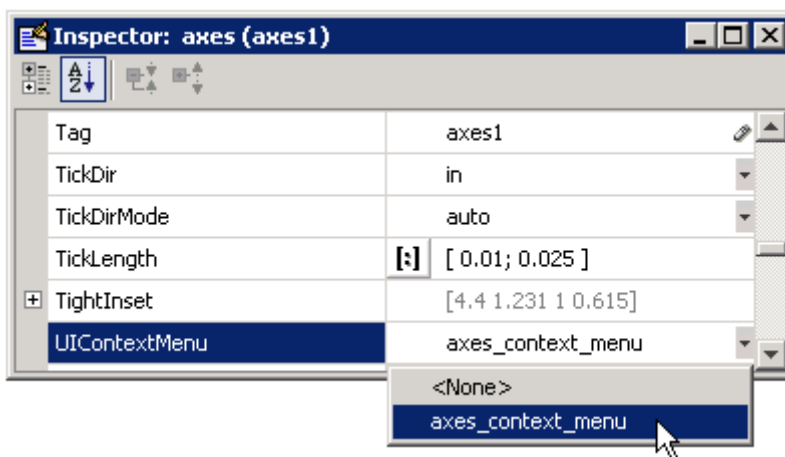 Inspector: axes (axes1)
Tag axes1
TickDir in
TickDirMode auto
TickLength [:] [ 0.01; 0.025 ]
TightInset [4.4 1.231 1 0.615]
UIContextMenu axes_context_menu
<None>
axes_context_menu